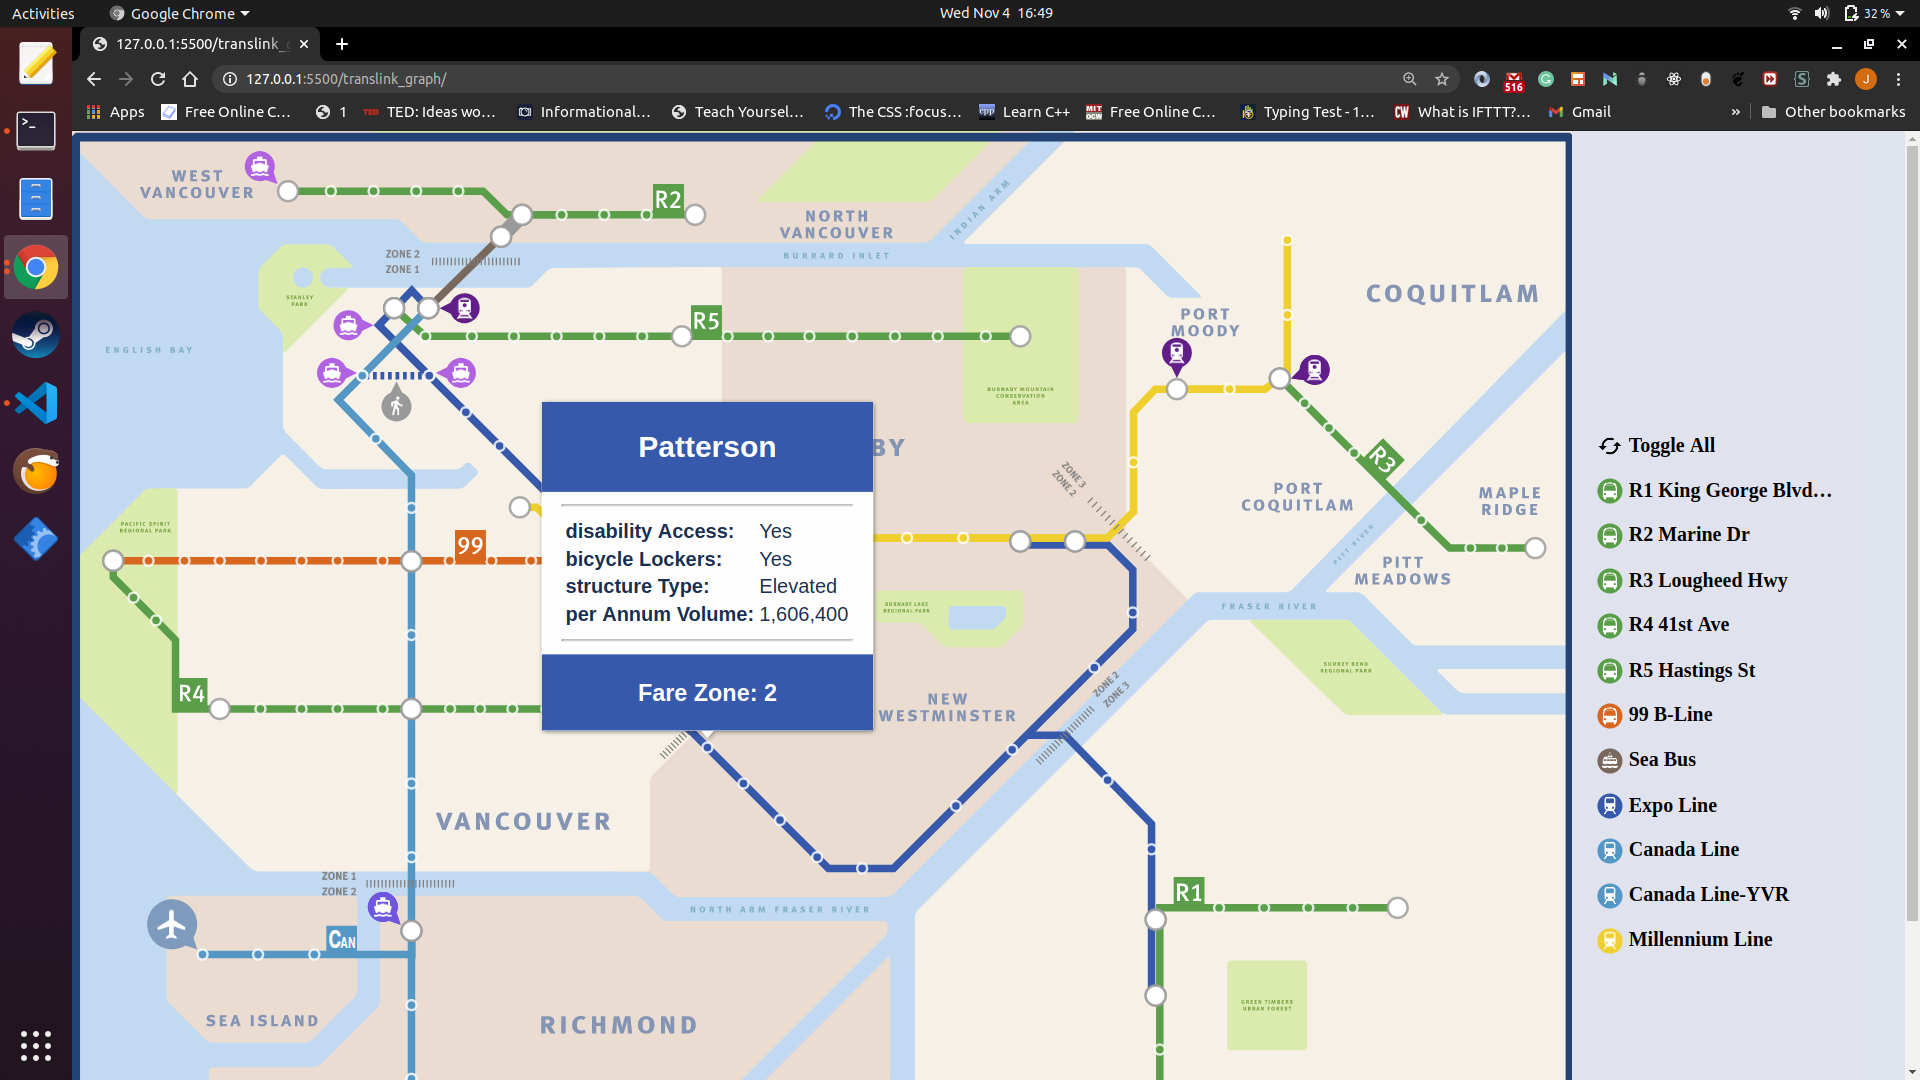 Activities
Google Chrome
Wed Nov 4 16:49
32 %
127.0.0.1:5500/translink_g
127.0.0.1:5500/translink_graph/
516
J
Apps
Free Online C…
1
TED
TED: Ideas wo…
Informational…
Teach Yoursel…
The CSS :focus…
cpp
Learn C++
MIT
OCW
Free Online C…
Typing Test - 1…
CW
What is IFTTT?…
Gmail
»
Other bookmarks
WEST
VANCOUVER
R2
NORTH
VANCOUVER
INDIAN ARM
BURRARD INLET
ZONE 2
ZONE 1
STANLEY
PARK
ENGLISH BAY
R5
PORT
MOODY
COQUITLAM
BURNABY MOUNTAIN
CONSERVATION
AREA
BY
ZONE 3
ZONE 2
R3
PORT
COQUITLAM
MAPLE
RIDGE
PITT RIVER
PITT
MEADOWS
PACIFIC SPIRIT
REGIONAL PARK
99
Patterson
disability Access: Yes
bicycle Lockers: Yes
structure Type: Elevated
per Annum Volume: 1,606,400
Fare Zone: 2
BURNABY LAKE
REGIONAL PARK
FRASER RIVER
SURREY BEND
REGIONAL PARK
R4
NEW
WESTMINSTER
ZONE 2
ZONE 3
VANCOUVER
ZONE 1
ZONE 2
NORTH ARM FRASER RIVER
R1
CAN
SEA ISLAND
RICHMOND
GREEN TIMBERS
URBAN FOREST
Toggle All
R1 King George Blvd…
R2 Marine Dr
R3 Lougheed Hwy
R4 41st Ave
R5 Hastings St
99 B-Line
Sea Bus
Expo Line
Canada Line
Canada Line-YVR
Millennium Line